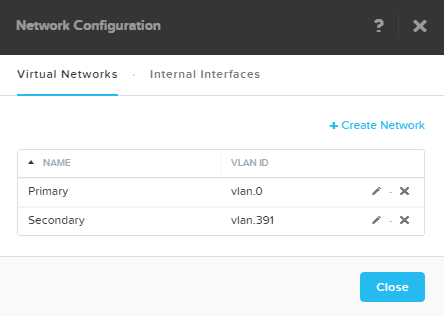 Network Configuration ? ×
Virtual Networks · Internal Interfaces
+ Create Network
NAME VLAN ID
Primary vlan.0
Secondary vlan.391
Close